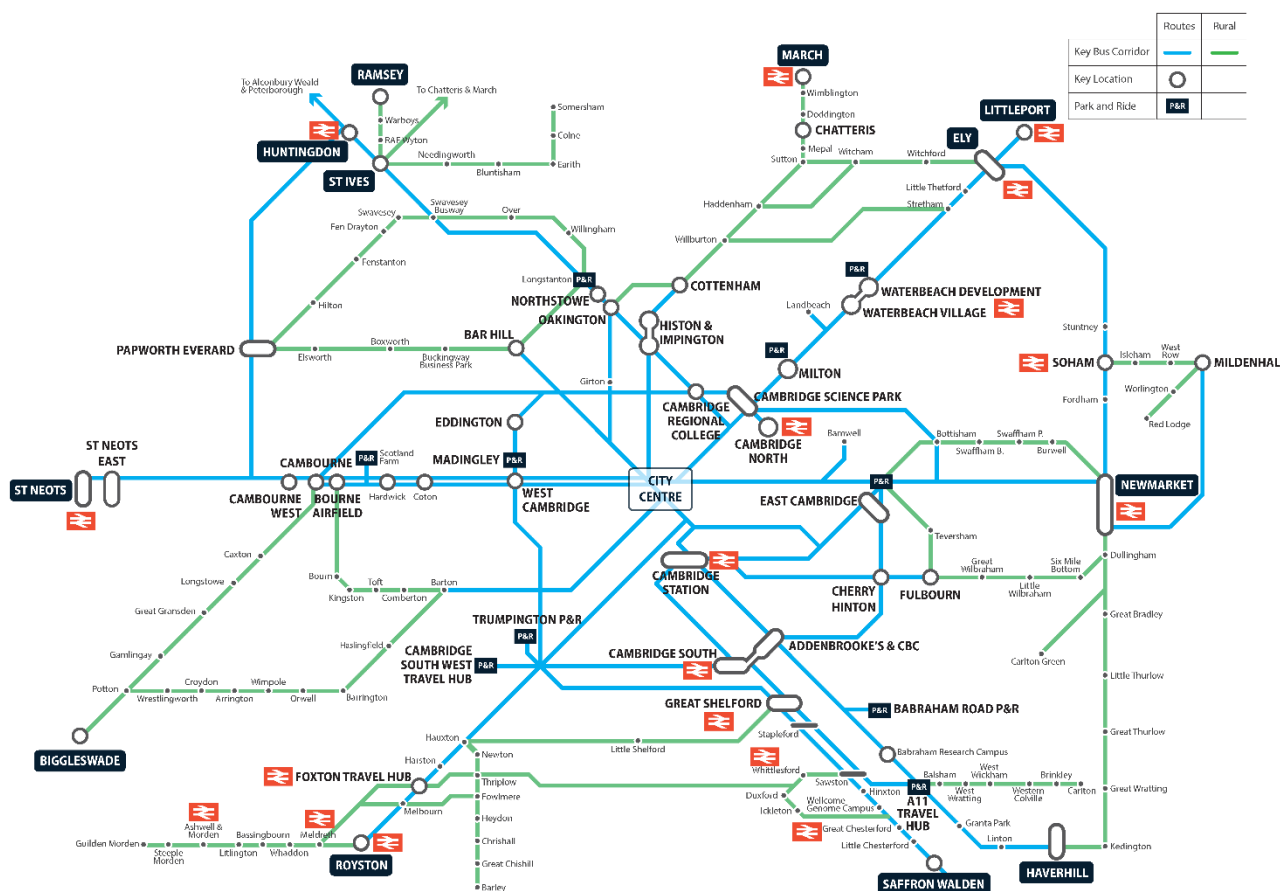 Routes
Rural
Key Bus Corridor
Key Location
Park and Ride
P&R
MARCH
Wimblington
Doddington
CHATTERIS
Mepal
Sutton
Witcham
Witchford
LITTLEPORT
ELY
Little Thetford
Stretham
Haddenham
Willburton
To Alconbury Weald
& Peterborough
RAMSEY
To Chatteris & March
Warboys
RAF Wyton
HUNTINGDON
ST IVES
Needingworth
Bluntisham
Somersham
Colne
Earith
Swavesey
Swavesey
Busway
Over
Willingham
Fen Drayton
Fenstanton
Hilton
Longstanton
P&R
NORTHSTOWE
OAKINGTON
COTTENHAM
HISTON &
IMPINGTON
BAR HILL
PAPWORTH EVERARD
Elsworth
Boxworth
Buckingway
Business Park
Girton
P&R
WATERBEACH DEVELOPMENT
WATERBEACH VILLAGE
Landbeach
P&R
MILTON
CAMBRIDGE SCIENCE PARK
CAMBRIDGE
REGIONAL
COLLEGE
CAMBRIDGE
NORTH
Stuntney
SOHAM
Isleham
West
Row
MILDENHAL
Worlington
Red Lodge
Fordham
EDDINGTON
MADINGLEY
P&R
ST NEOTS
EAST
ST NEOTS
CAMBOURNE
P&R
Scotland
Farm
CAMBOURNE
WEST
BOURNE
AIRFIELD
Hardwick
Coton
WEST
CAMBRIDGE
CITY
CENTRE
Barnwell
Bottisham
Swaffham P.
Swaffham B.
Burwell
P&R
EAST CAMBRIDGE
NEWMARKET
Teversham
Dullingham
Caxton
Longstowe
Great Gransden
Gamlingay
Potton
BIGGLESWADE
Bourn
Kingston
Toft
Comberton
Barton
Haslingfield
Wrestlingworth
Croydon
Arrington
Wimpole
Orwell
Barrington
CAMBRIDGE
STATION
CHERRY
HINTON
FULBOURN
Great
Wilbraham
Little
Wilbraham
Six Mile
Bottom
TRUMPINGTON P&R
P&R
CAMBRIDGE
SOUTH WEST
TRAVEL HUB
P&R
CAMBRIDGE SOUTH
ADDENBROOKE'S & CBC
Great Bradley
Carlton Green
Little Thurlow
Great Thurlow
Great Wratting
Kedington
GREAT SHELFORD
Stapleford
P&R
BABRAHAM ROAD P&R
Babraham Research Campus
Hauxton
Little Shelford
Harston
Newton
FOXTON TRAVEL HUB
Thriplow
Fowlmere
Melbourn
Heydon
Chrishall
Great Chishill
Barley
Whittlesford
Sawston
Duxford
Ickleton
Hinxton
Wellcome
Genome Campus
Great Chesterford
Little Chesterford
SAFFRON WALDEN
P&R
A11
TRAVEL
HUB
Balsham
West
Wratting
West
Wickham
Western
Colville
Brinkley
Carlton
Granta Park
Linton
HAVERHILL
Guilden Morden
Steeple
Morden
Ashwell &
Morden
Litlington
Bassingbourn
Whaddon
Meldreth
ROYSTON